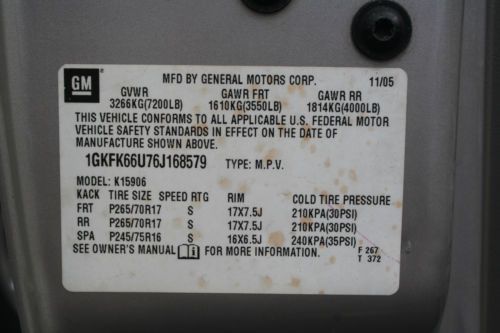 GM
MFD BY GENERAL MOTORS CORP. 11/05
GVWR GAWR FRT GAWR RR
3266KG(7200LB) 1610KG(3550LB) 1814KG(4000LB)
THIS VEHICLE CONFORMS TO ALL APPLICABLE U.S. FEDERAL MOTOR
VEHICLE SAFETY STANDARDS IN EFFECT ON THE DATE OF
MANUFACTURE SHOWN ABOVE.
1GKFK66U76J168579 TYPE: M.P.V.
MODEL: K15906
KACK TIRE SIZE SPEED RTG RIM COLD TIRE PRESSURE
FRT P265/70R17 S 17X7.5J 210KPA(30PSI)
RR P265/70R17 S 17X7.5J 210KPA(30PSI)
SPA P245/75R16 S 16X6.5J 240KPA(35PSI)
SEE OWNER'S MANUAL FOR MORE INFORMATION. F 267
T 372